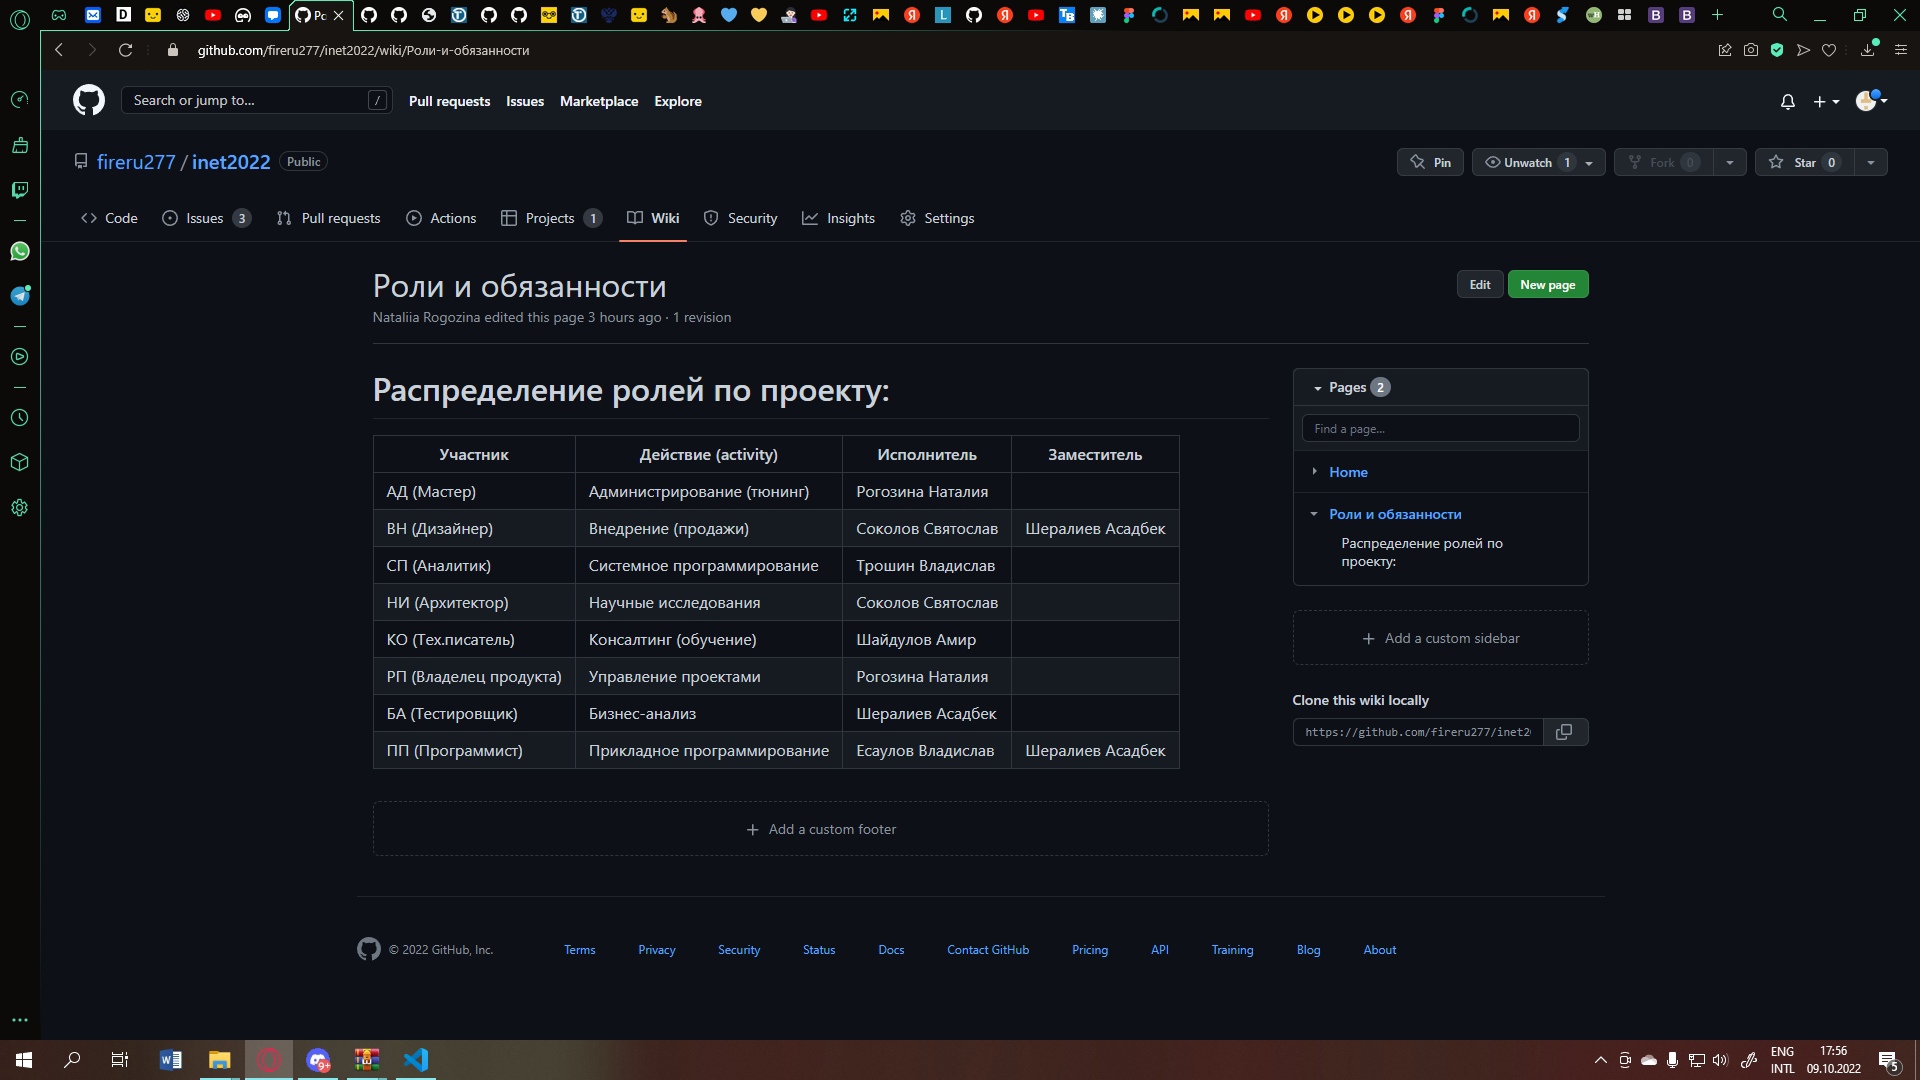 Рс
github.com/fireru277/inet2022/wiki/Роли-и-обязанности
Search or jump to... /
Pull requests Issues Marketplace Explore
fireru277 / inet2022 Public
Pin Unwatch 1 Fork 0 Star 0
Code Issues 3 Pull requests Actions Projects 1 Wiki Security Insights Settings
Роли и обязанности
Edit New page
Nataliia Rogozina edited this page 3 hours ago · 1 revision
Распределение ролей по проекту:
Участник Действие (activity) Исполнитель Заместитель
АД (Мастер) Администрирование (тюнинг) Рогозина Наталия
ВН (Дизайнер) Внедрение (продажи) Соколов Святослав Шералиев Асадбек
СП (Аналитик) Системное программирование Трошин Владислав
НИ (Архитектор) Научные исследования Соколов Святослав
КО (Тех.писатель) Консалтинг (обучение) Шайдулов Амир
РП (Владелец продукта) Управление проектами Рогозина Наталия
БА (Тестировщик) Бизнес-анализ Шералиев Асадбек
ПП (Программист) Прикладное программирование Есаулов Владислав Шералиев Асадбек
Add a custom footer
Pages 2
Find a page...
Home
Роли и обязанности
Распределение ролей по
проекту:
Add a custom sidebar
Clone this wiki locally
https://github.com/fireru277/inet2
© 2022 GitHub, Inc. Terms Privacy Security Status Docs Contact GitHub Pricing API Training Blog About
9+
ENG
INTL
17:56
09.10.2022
5